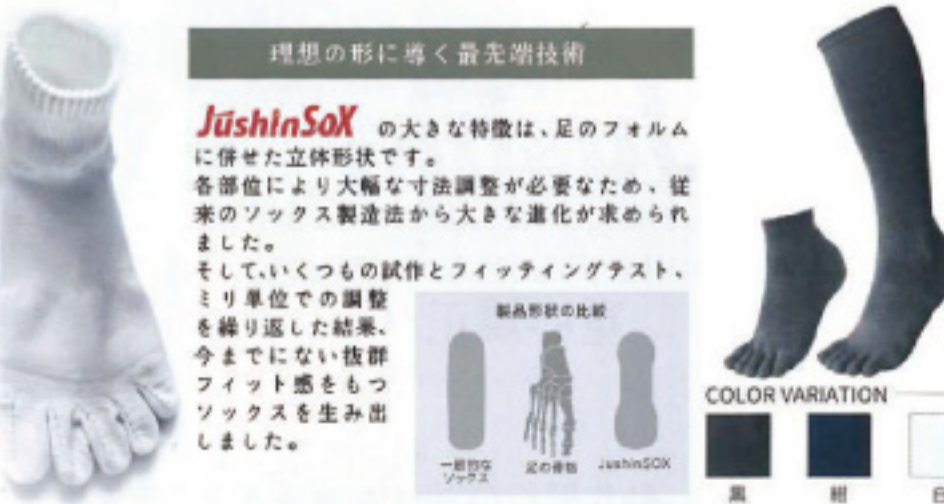 理想の形に導く最先端技術
JūshinSoX の大きな特徴は、足のフォルム
に併せた立体形状です。
各部位により大幅な寸法調整が必要なため、従
来のソックス製造法から大きな進化が求められ
ました。
そして、いくつもの試作とフィッティングテスト、
ミリ単位での調整
を繰り返した結果、
今までにない抜群
フィット感をもつ
ソックスを生み出
しました。
製品形状の比較
一般的な
ソックス
足の骨格
JushinSOX
COLOR VARIATION
黒
紺
白